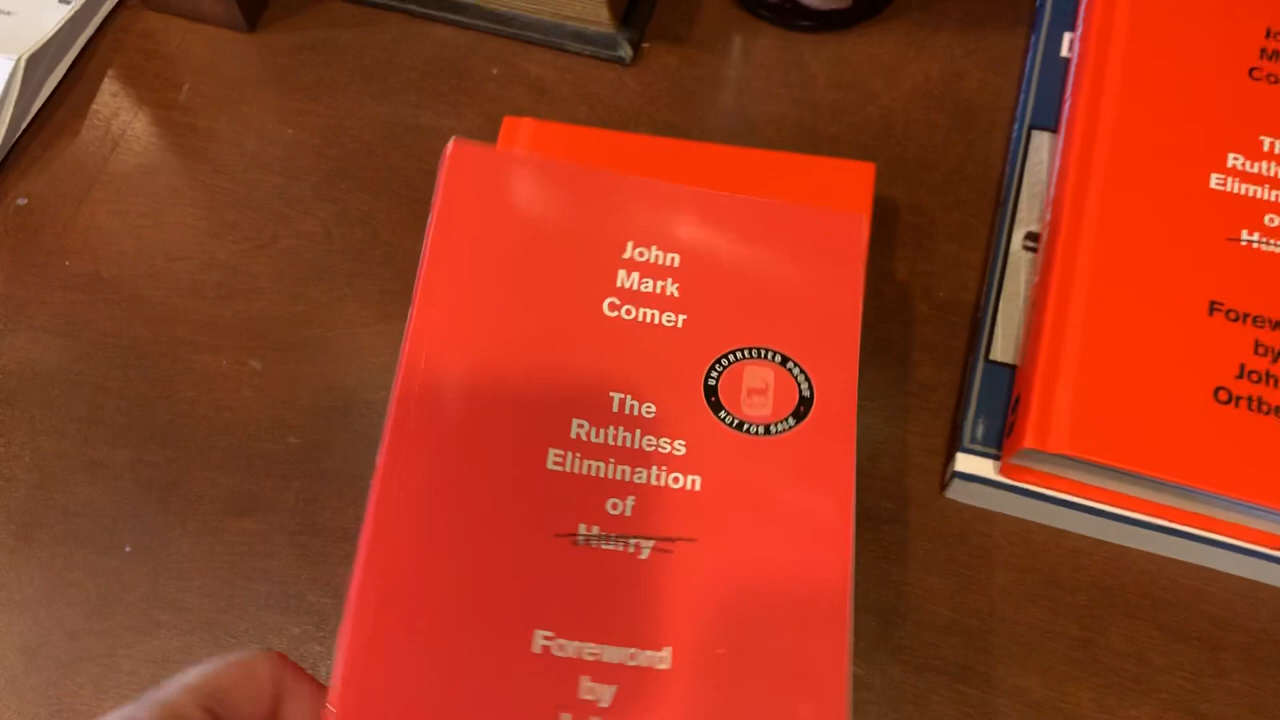 John
Mark
Comer
UNCORRECTED PROOF
NOT FOR SALE
The
Ruthless
Elimination
of
Hurry
Foreword
by
Ruth
Elimin
Forew
by
Joh
Ortbe